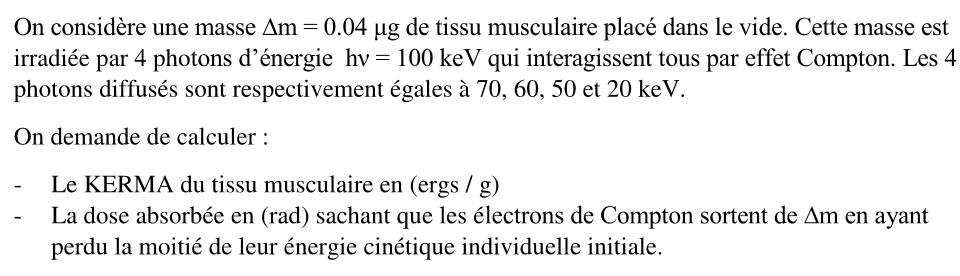 On considère une masse Δm = 0.04 µg de tissu musculaire placé dans le vide. Cette masse est
irradiée par 4 photons d’énergie hν = 100 keV qui interagissent tous par effet Compton. Les 4
photons diffusés sont respectivement égales à 70, 60, 50 et 20 keV.
On demande de calculer :
- Le KERMA du tissu musculaire en (ergs / g)
- La dose absorbée en (rad) sachant que les électrons de Compton sortent de Δm en ayant
perdu la moitié de leur énergie cinétique individuelle initiale.